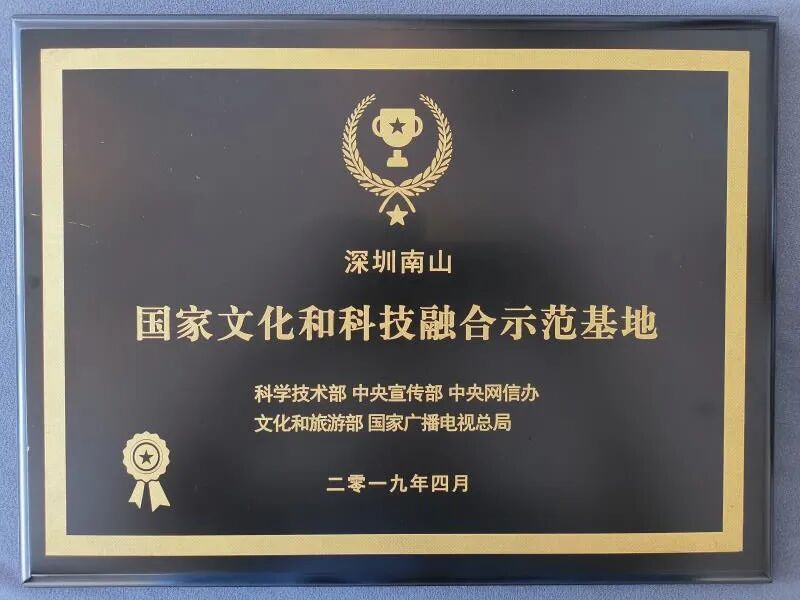 深圳南山
国家文化和科技融合示范基地
科学技术部 中央宣传部 中央网信办
文化和旅游部 国家广播电视总局
二零一九年四月